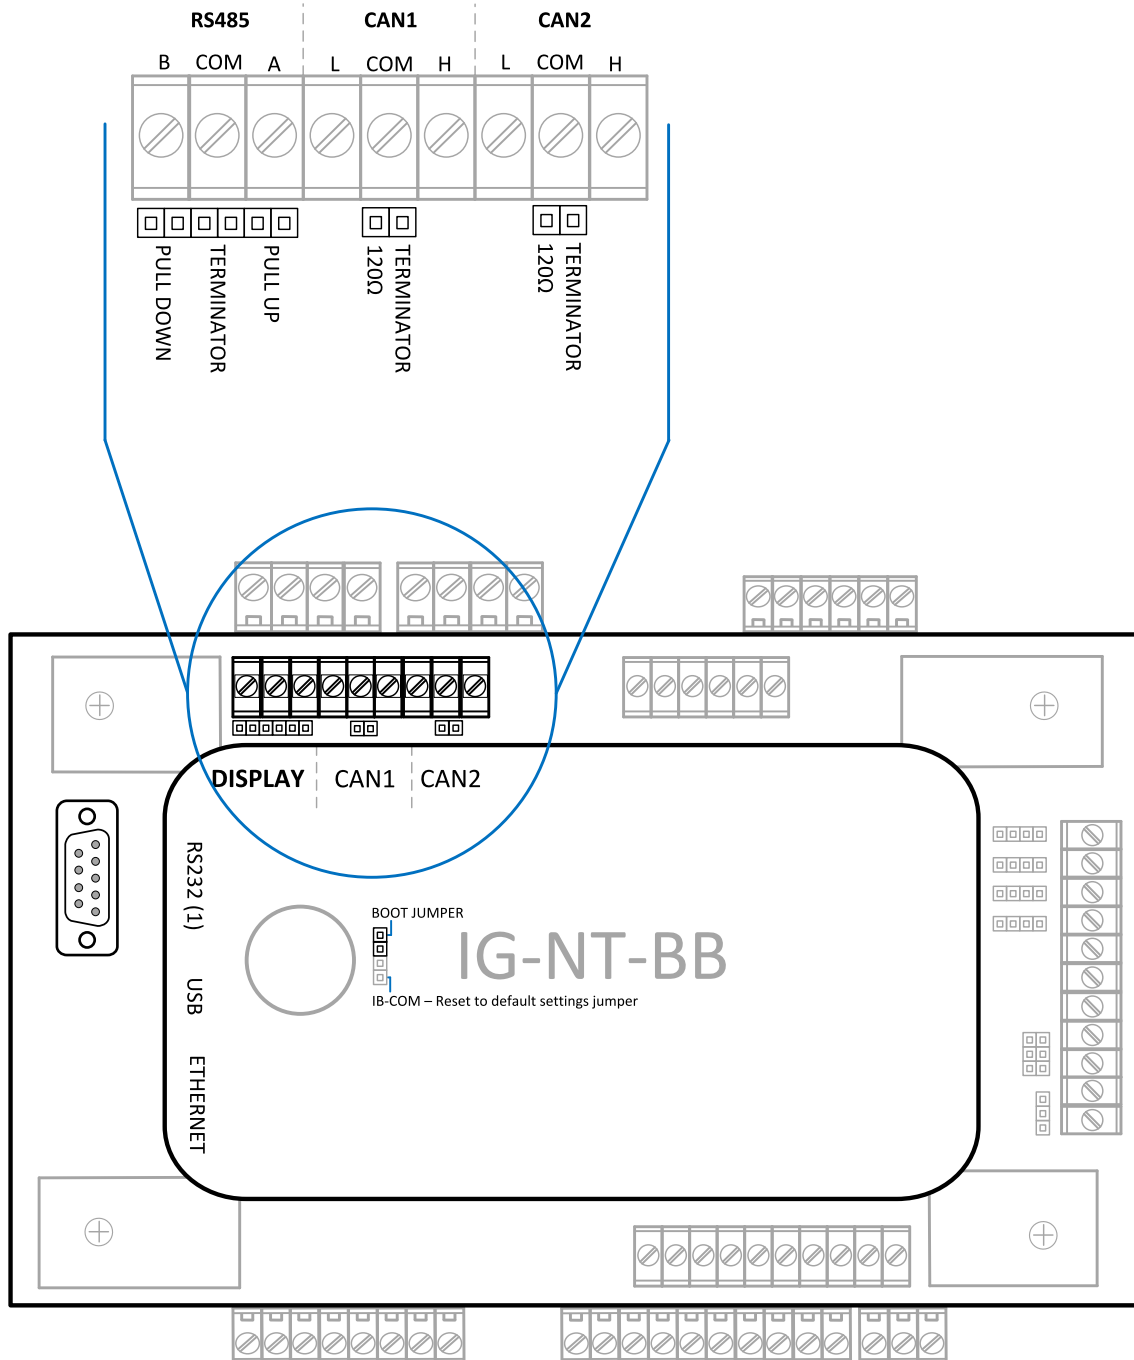 RS485 CAN1 CAN2
B COM A L COM H L COM H
PULL DOWN
TERMINATOR
PULL UP
120Ω
TERMINATOR
120Ω
TERMINATOR
DISPLAY CAN1 CAN2
RS232 (1)
USB
ETHERNET
BOOT JUMPER
IG-NT-BB
IB-COM – Reset to default settings jumper